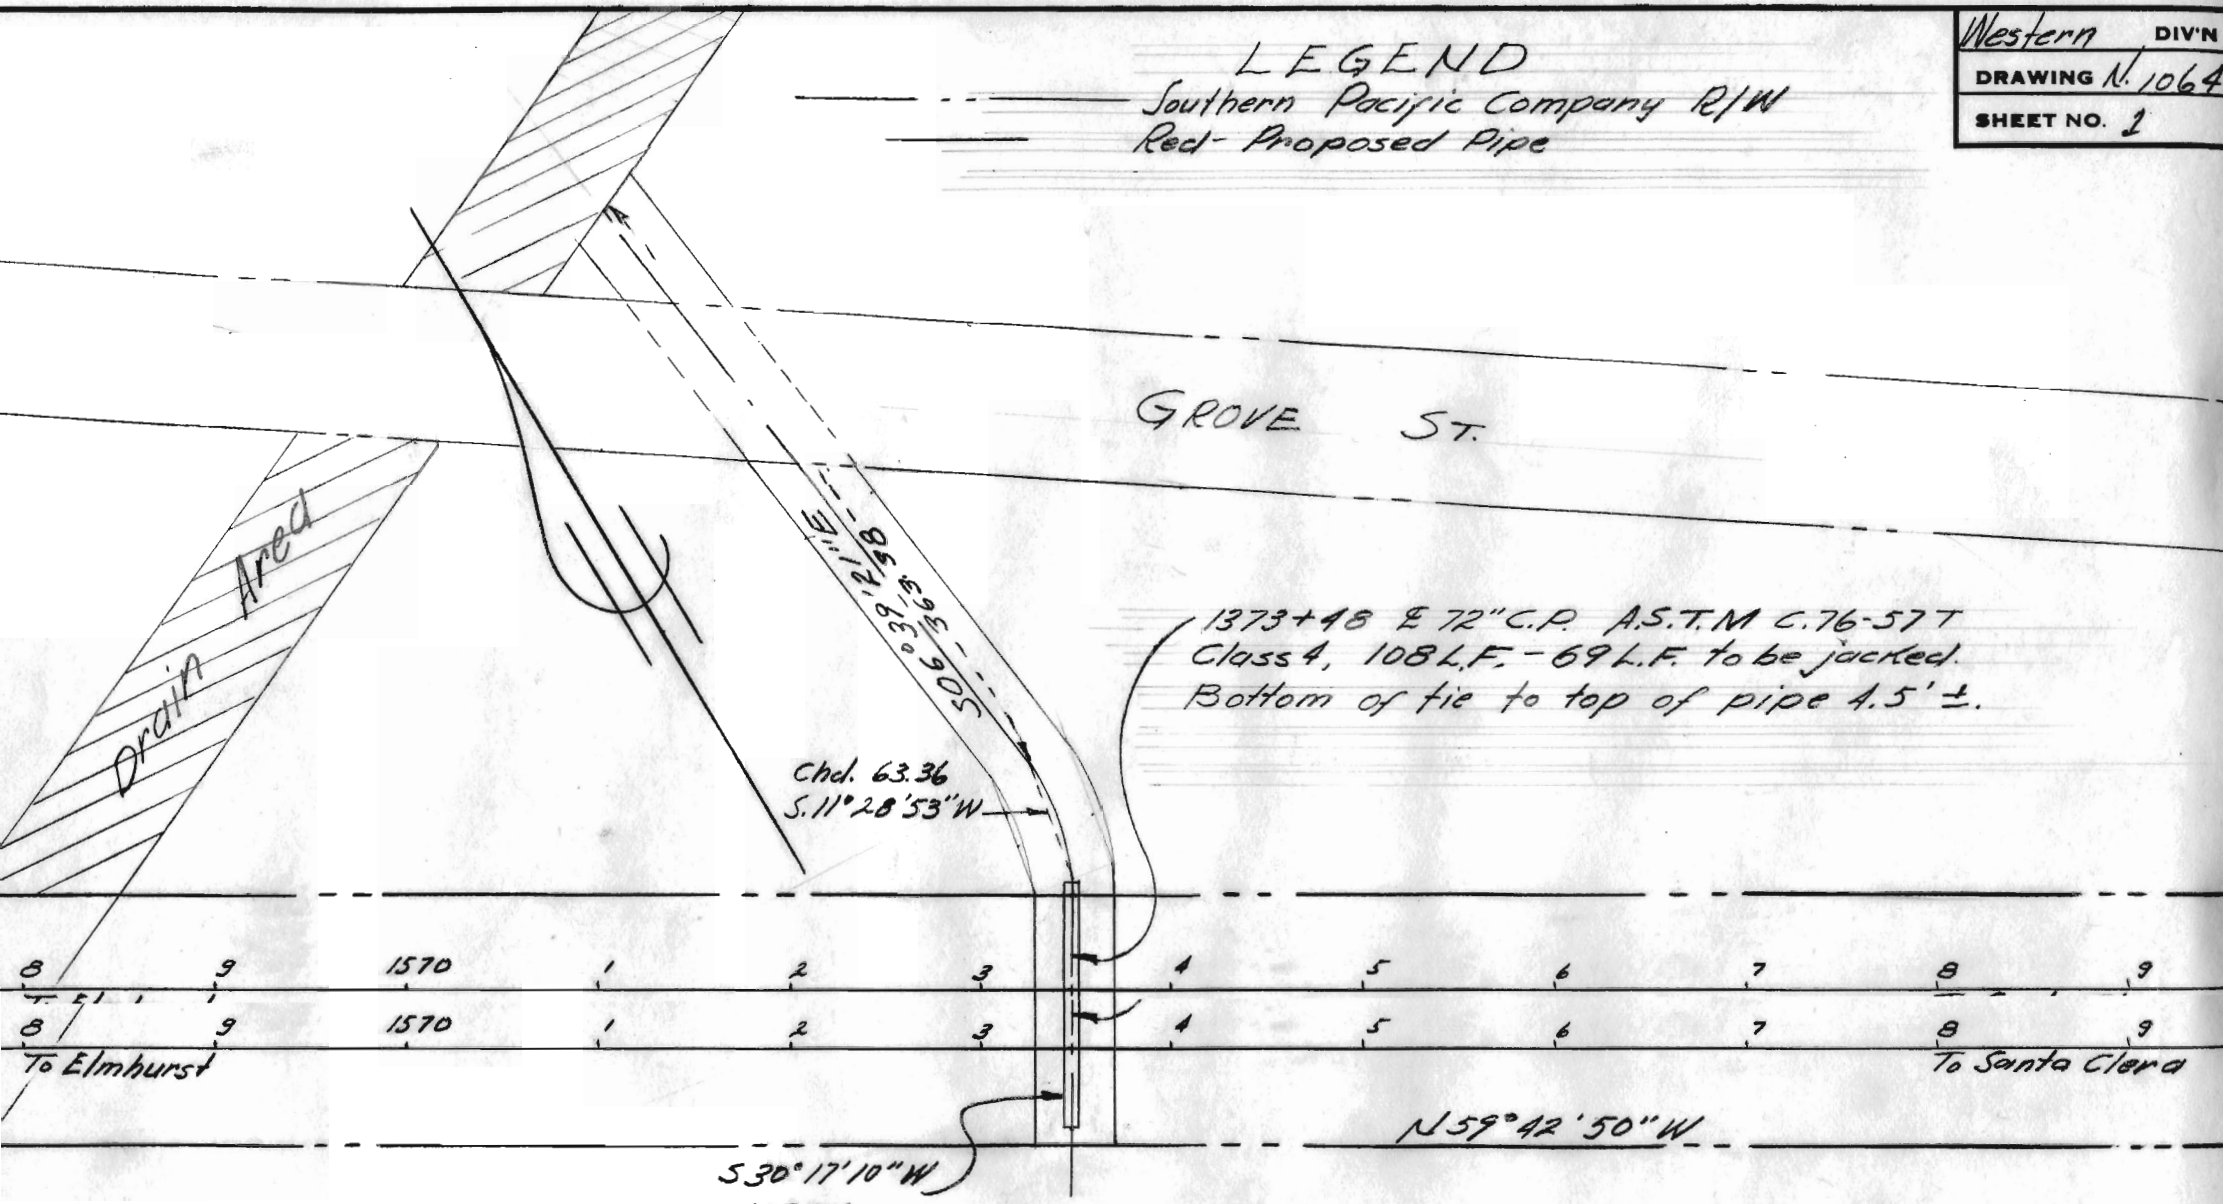 Western DIV'N
DRAWING N. 1064
SHEET NO. 1
LEGEND
Southern Pacific Company R/W
Red - Proposed Pipe
GROVE ST.
Drain Area
S06°39'21"E
363.58
1373+48 ℄ 72" C.P. A.S.T.M C.76-57T
Class 4, 108 L.F. - 69 L.F. to be jacked.
Bottom of tie to top of pipe 4.5' ±.
Chd. 63.36
S.11°28'53"W
8 9 1570 1 2 3 4 5 6 7 8 9
8 9 1570 1 2 3 4 5 6 7 8 9
To Elmhurst
To Santa Clera
N59°42'50"W
S30°17'10"W